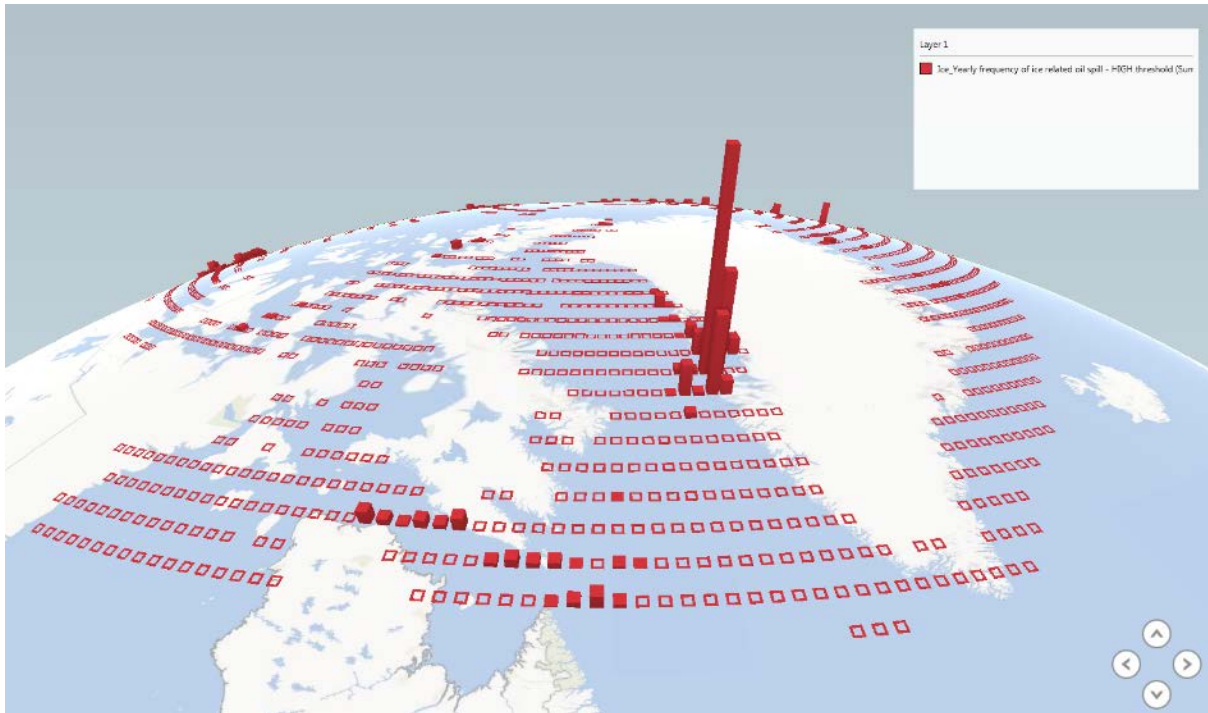 Layer 1
Ice_Yearly frequency of ice related oil spill – HIGH threshold (Sum